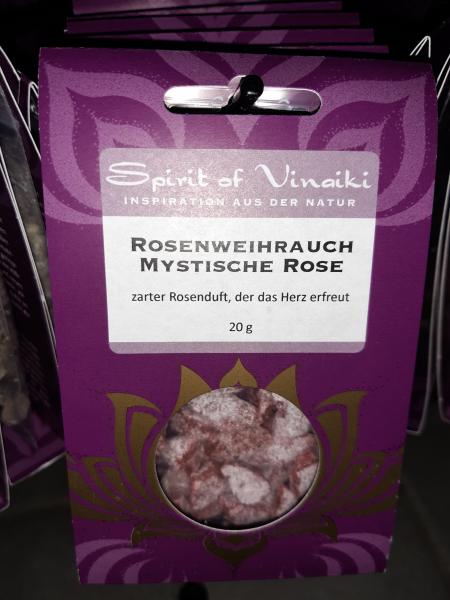 Spirit of Vinaiki
INSPIRATION AUS DER NATUR
ROSENWEIHRAUCH
MYSTISCHE ROSE
zarter Rosenduft, der das Herz erfreut
20 g